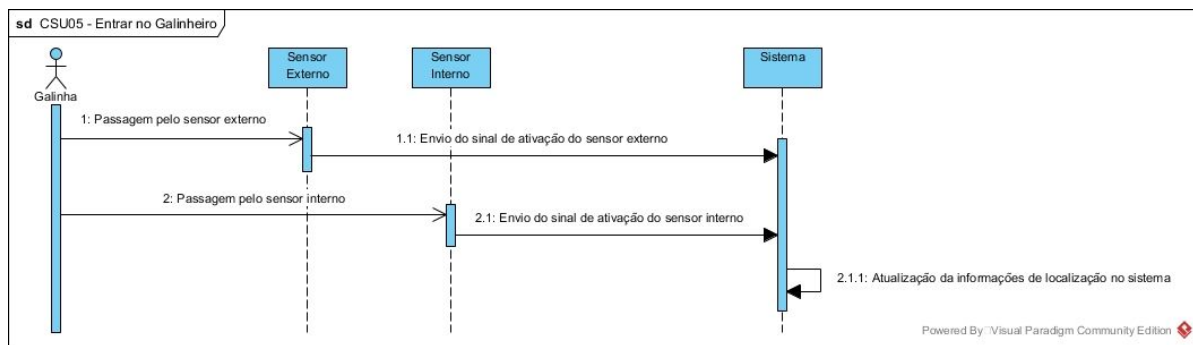 sd CSU05 - Entrar no Galinheiro
Galinha
Sensor
Externo
Sensor
Interno
Sistema
1: Passagem pelo sensor externo
1.1: Envio do sinal de ativação do sensor externo
2: Passagem pelo sensor interno
2.1: Envio do sinal de ativação do sensor interno
2.1.1: Atualização da informações de localização no sistema
Powered By Visual Paradigm Community Edition